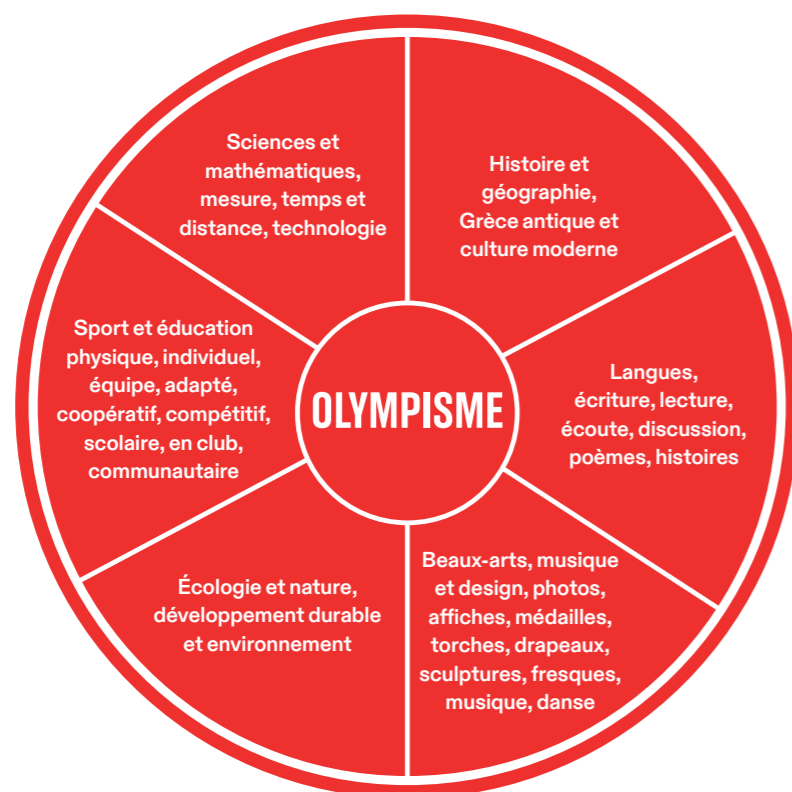 Sciences et
mathématiques,
mesure, temps et
distance, technologie
Histoire et
géographie,
Grèce antique et
culture moderne
Sport et éducation
physique, individuel,
équipe, adapté,
coopératif, compétitif,
scolaire, en club,
communautaire
OLYMPISME
Langues,
écriture, lecture,
écoute, discussion,
poèmes, histoires
Écologie et nature,
développement durable
et environnement
Beaux-arts, musique
et design, photos,
affiches, médailles,
torches, drapeaux,
sculptures, fresques,
musique, danse